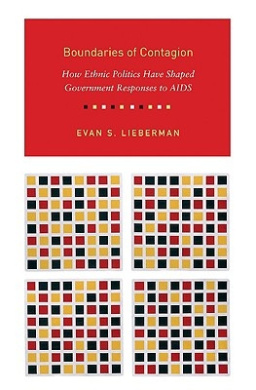 Boundaries of Contagion
How Ethnic Politics Have Shaped
Government Responses to AIDS
EVAN S. LIEBERMAN